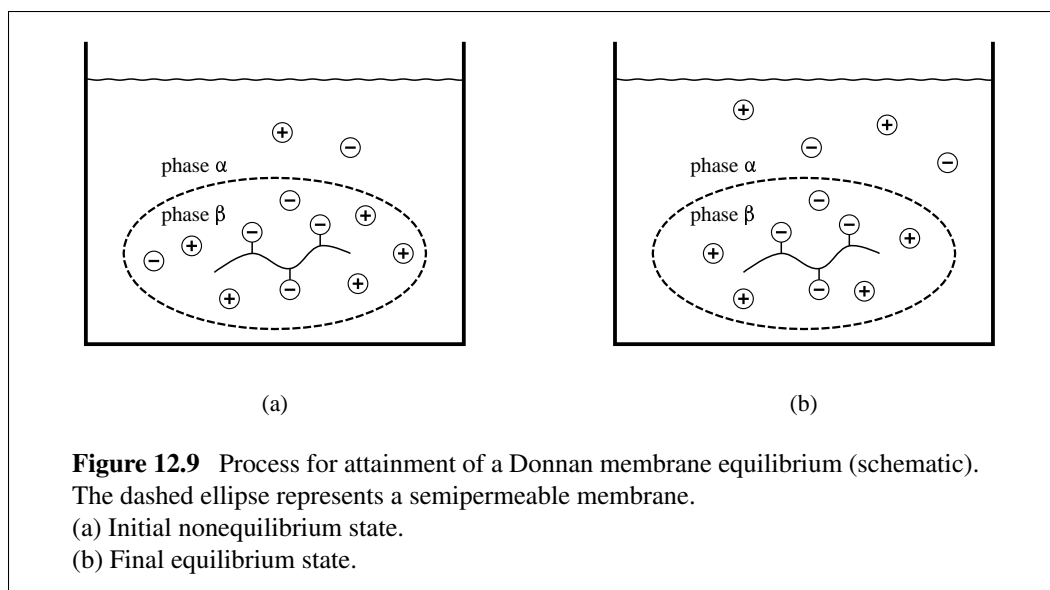 phase α
phase β
(a)
phase α
phase β
(b)
Figure 12.9 Process for attainment of a Donnan membrane equilibrium (schematic).
The dashed ellipse represents a semipermeable membrane.
(a) Initial nonequilibrium state.
(b) Final equilibrium state.